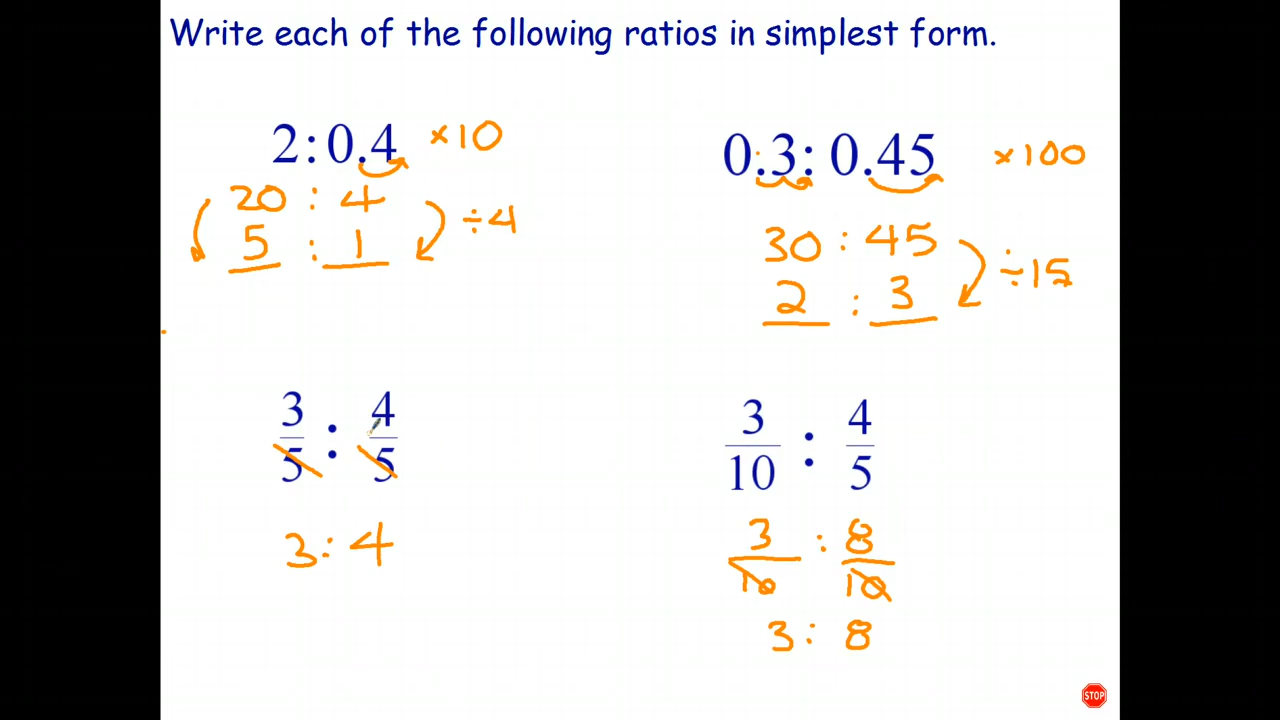 Write each of the following ratios in simplest form.
2:0.4 ×10
20 : 4
5 : 1 ÷4
0.3:0.45 ×100
30 : 45
2 : 3 ÷15
3/5 : 4/5
3:4
3/10 : 4/5
3/10 : 8/10
3: 8
STOP